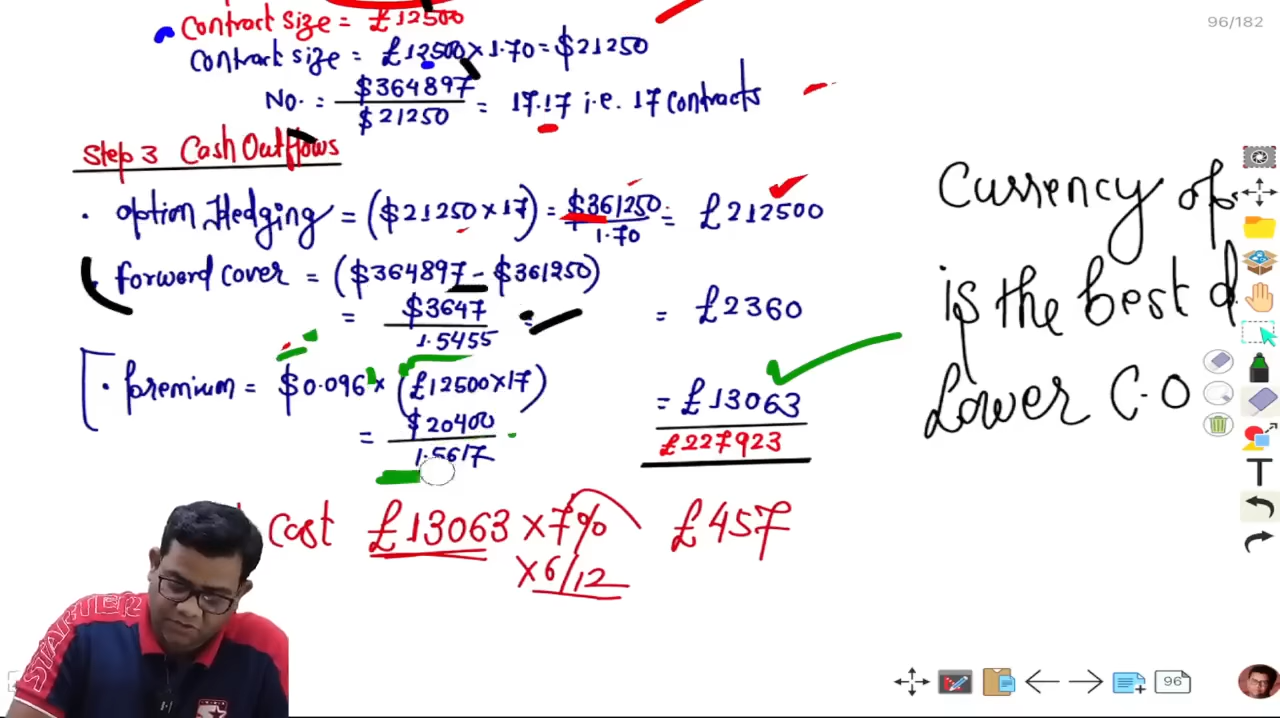 96/182
Contract size = £12500
Contract size = £12500 × 1.70 = $21250
No. = $364897 / $21250 = 17.17 i.e. 17 contracts
Step 3 Cash Outflows
· option Hedging = ($21250 × 17) = $361250 / 1.70 = £212500
· forword cover = ($364897 - $361250)
= $3647 / 1.5455 = £2360
· premium = $0.096 × (£12500 × 17) = £13063
= $20400 / 1.5617
£227923
cost £13063 × 7% £457
× 6/12
Currency op
is the best d
Lower C.O
STARTER
T
96